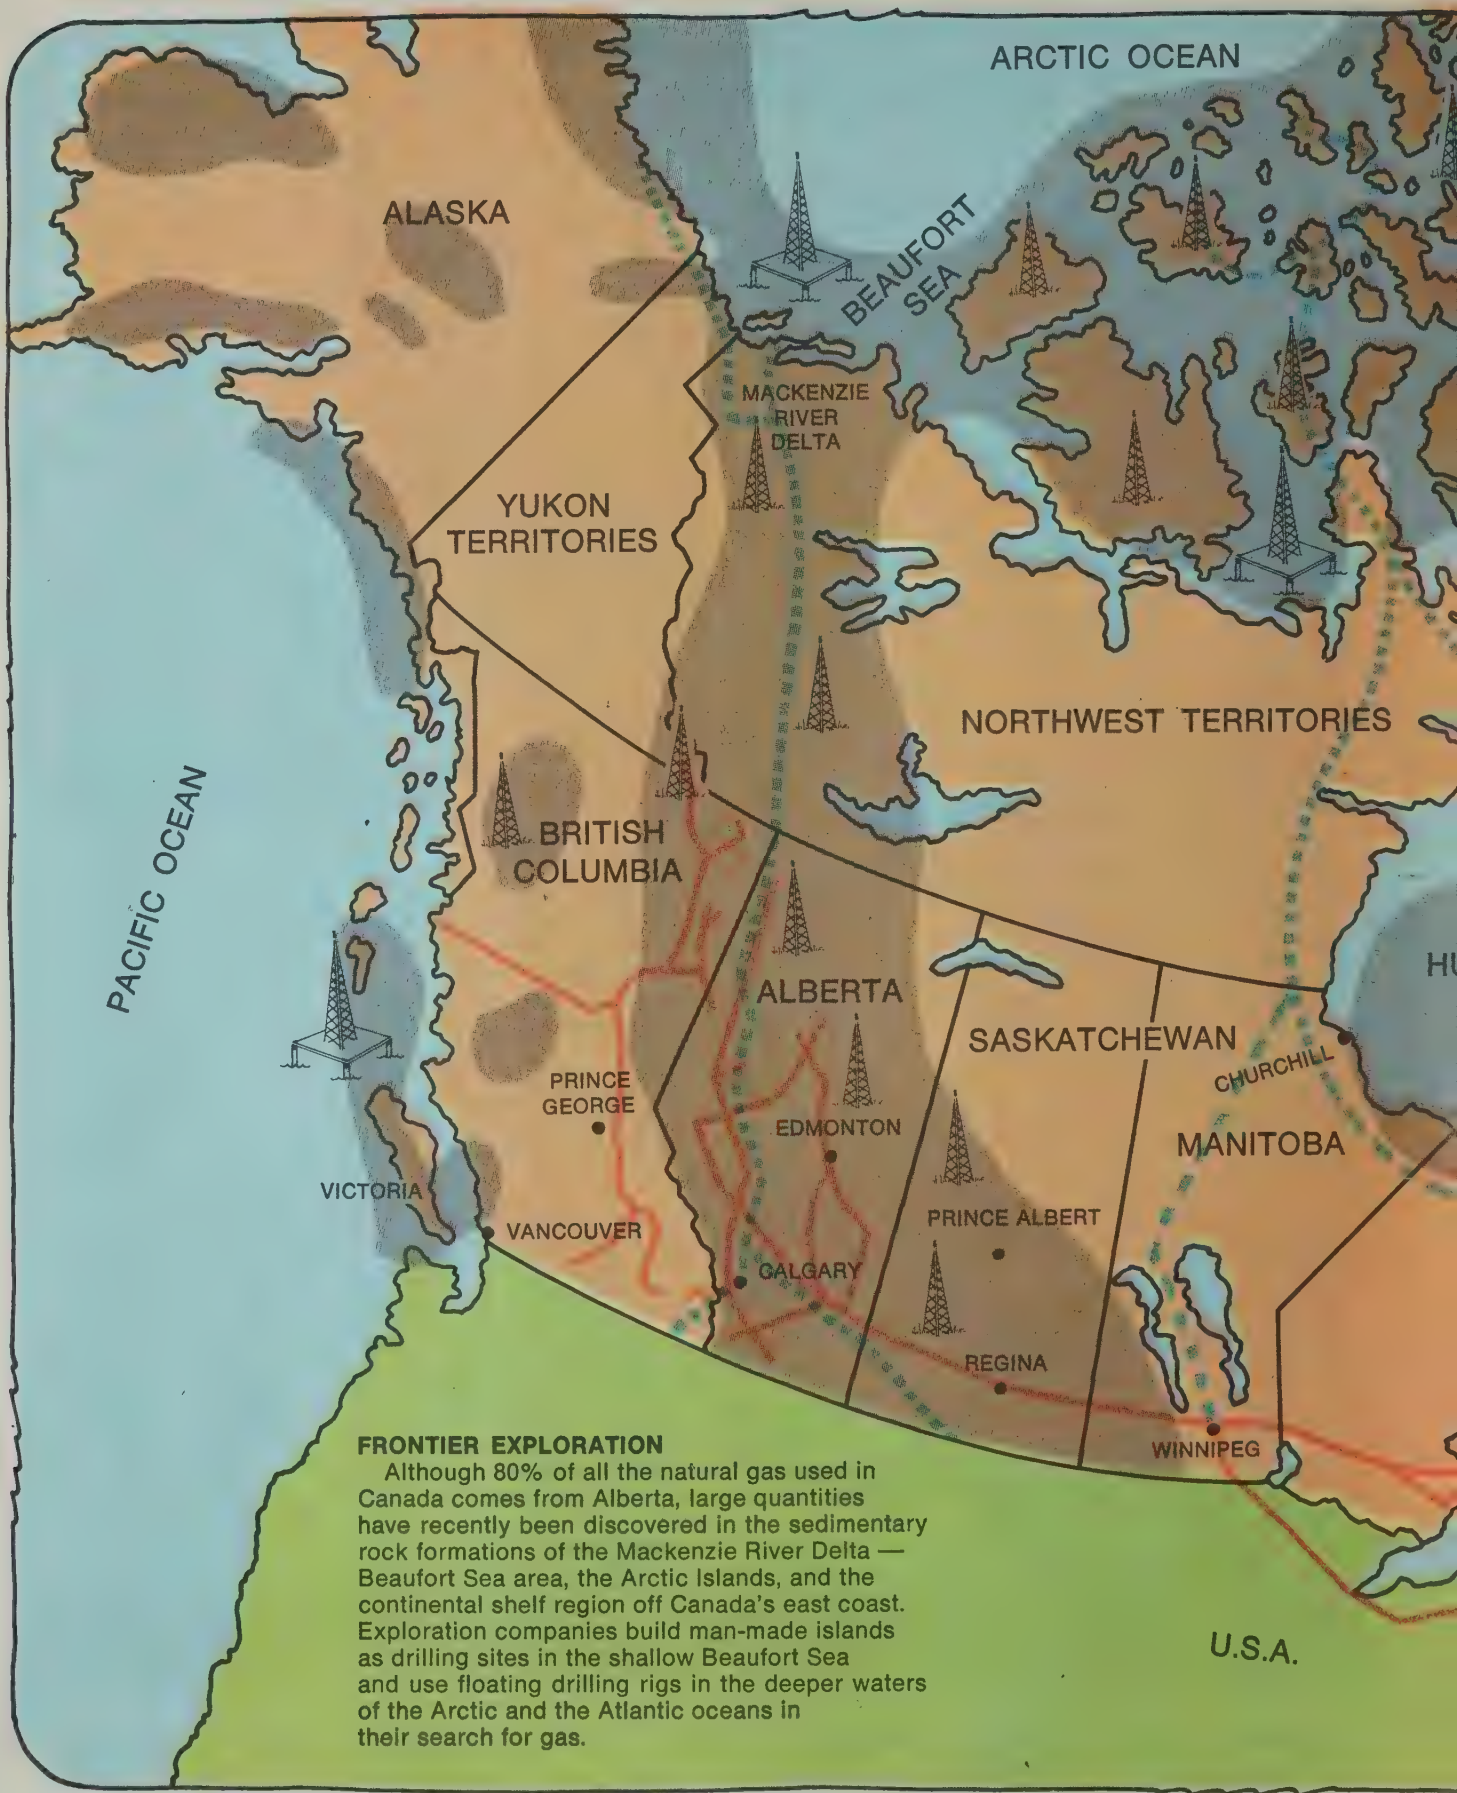 ARCTIC OCEAN
ALASKA
BEAUFORT
SEA
MACKENZIE
RIVER
DELTA
YUKON
TERRITORIES
NORTHWEST TERRITORIES
PACIFIC OCEAN
BRITISH
COLUMBIA
ALBERTA
HU
SASKATCHEWAN
CHURCHILL
PRINCE
GEORGE
EDMONTON
MANITOBA
VICTORIA
VANCOUVER
PRINCE ALBERT
CALGARY
REGINA
WINNIPEG
FRONTIER EXPLORATION
Although 80% of all the natural gas used in
Canada comes from Alberta, large quantities
have recently been discovered in the sedimentary
rock formations of the Mackenzie River Delta —
Beaufort Sea area, the Arctic Islands, and the
continental shelf region off Canada's east coast.
Exploration companies build man-made islands
as drilling sites in the shallow Beaufort Sea
and use floating drilling rigs in the deeper waters
of the Arctic and the Atlantic oceans in
their search for gas.
U.S.A.